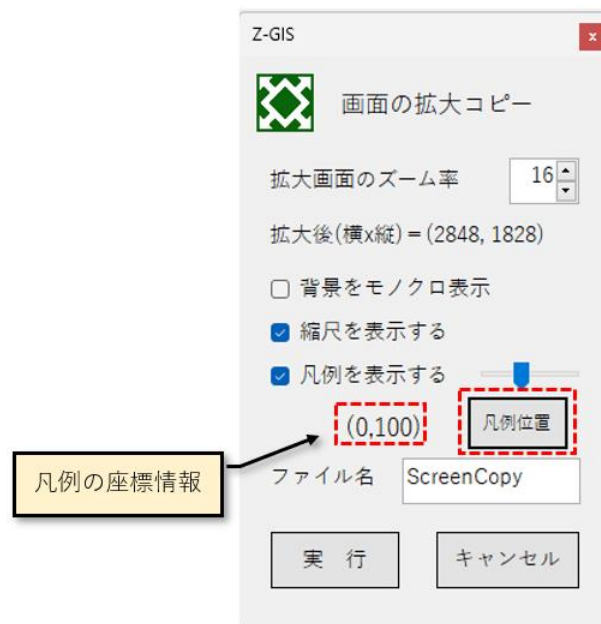 Z-GIS
x
画面の拡大コピー
拡大画面のズーム率 16
拡大後(横x縦) = (2848, 1828)
背景をモノクロ表示
縮尺を表示する
凡例を表示する
(0,100) 凡例位置
凡例の座標情報
ファイル名 ScreenCopy
実 行 キャンセル